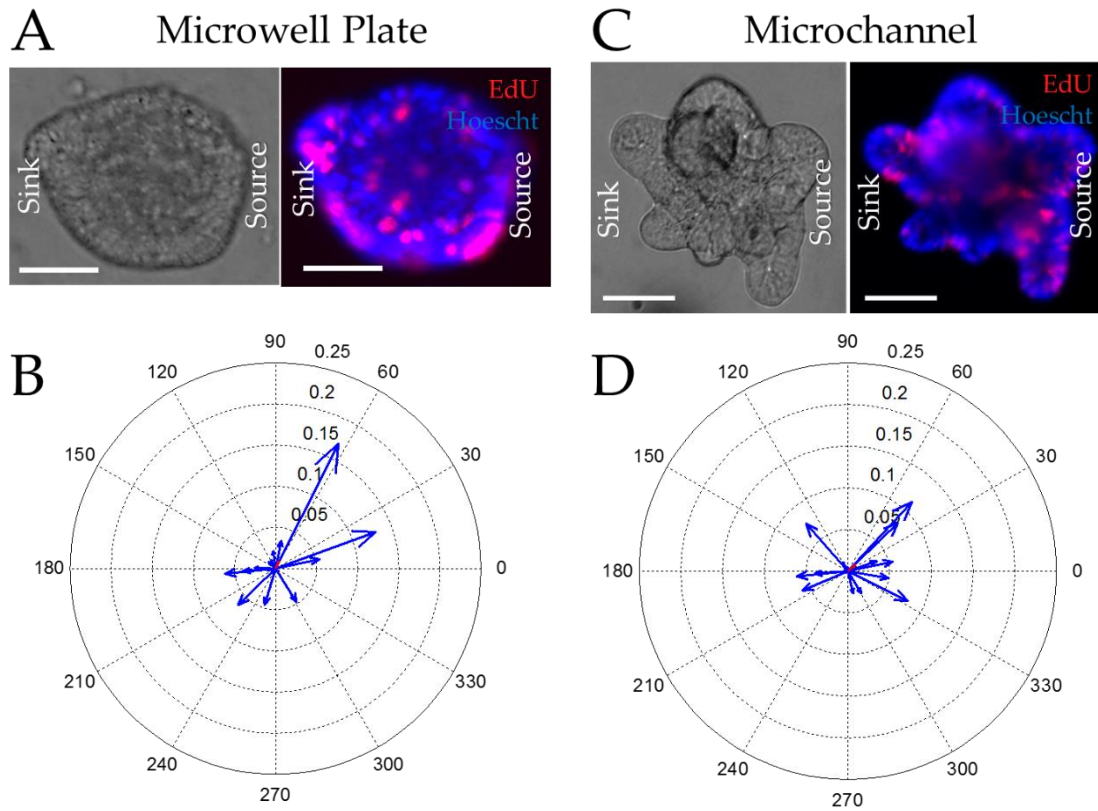 A
Microwell Plate
C
Microchannel
Sink
Source
EdU
Hoescht
Sink
Source
Sink
Source
EdU
Hoescht
Sink
Source
B
90
0.25
120
60
0.2
0.15
150
30
0.1
0.05
180
0
210
330
240
300
270
D
90
0.25
120
60
0.2
0.15
150
30
0.1
0.05
180
0
210
330
240
300
270